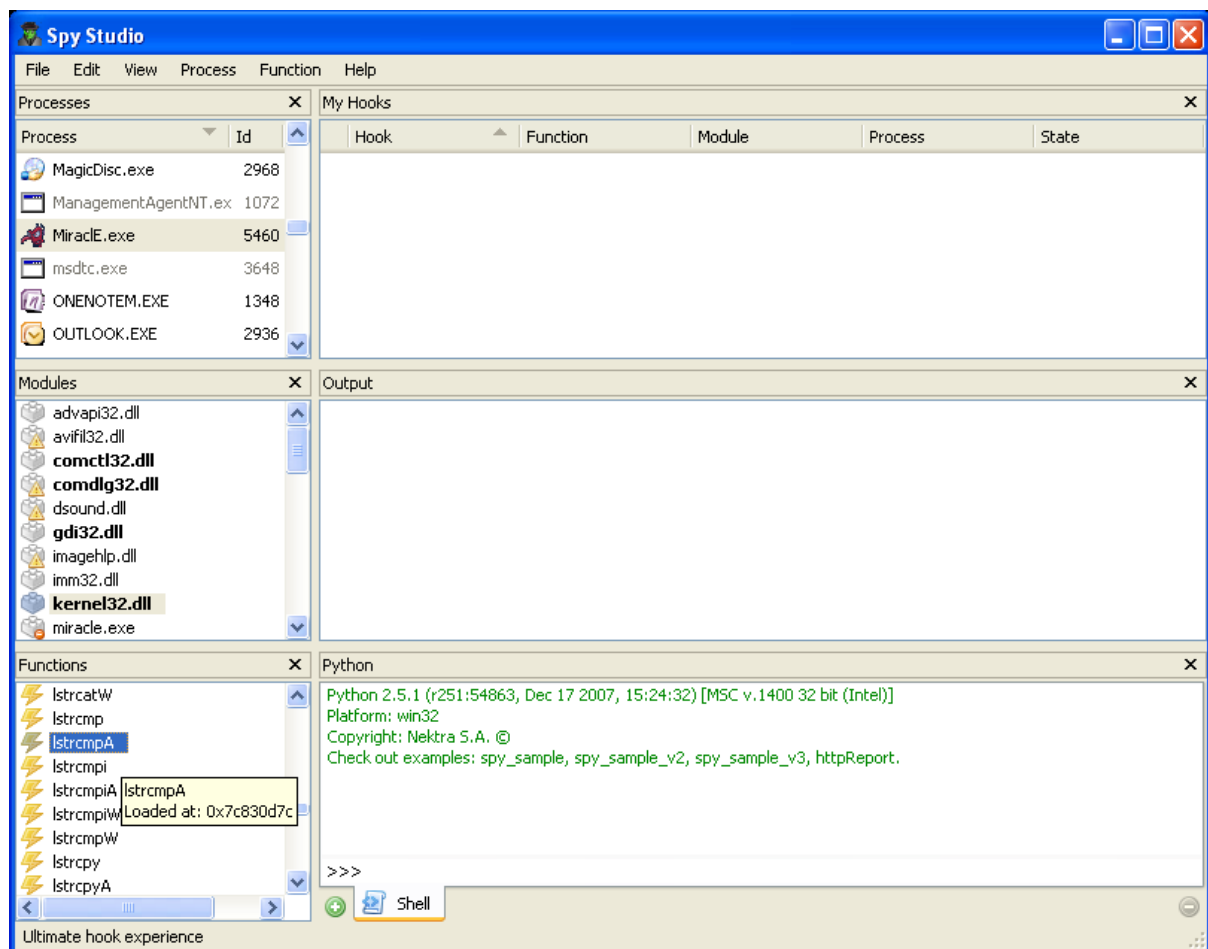 Spy Studio
File Edit View Process Function Help
Processes
Process Id
MagicDisc.exe 2968
ManagementAgentNT.ex 1072
MiraclE.exe 5460
msdtc.exe 3648
ONENOTEM.EXE 1348
OUTLOOK.EXE 2936
My Hooks
Hook Function Module Process State
Modules
advapi32.dll
avifil32.dll
comctl32.dll
comdlg32.dll
dsound.dll
gdi32.dll
imagehlp.dll
imm32.dll
kernel32.dll
miracle.exe
Output
Functions
lstrcatW
lstrcmp
lstrcmpA
lstrcmpi
lstrcmpiA
lstrcmpiW
lstrcmpW
lstrcpy
lstrcpyA
lstrcmpA
Loaded at: 0x7c830d7c
Python
Python 2.5.1 (r251:54863, Dec 17 2007, 15:24:32) [MSC v.1400 32 bit (Intel)]
Platform: win32
Copyright: Nektra S.A. ©
Check out examples: spy_sample, spy_sample_v2, spy_sample_v3, httpReport.
>>>
Shell
Ultimate hook experience